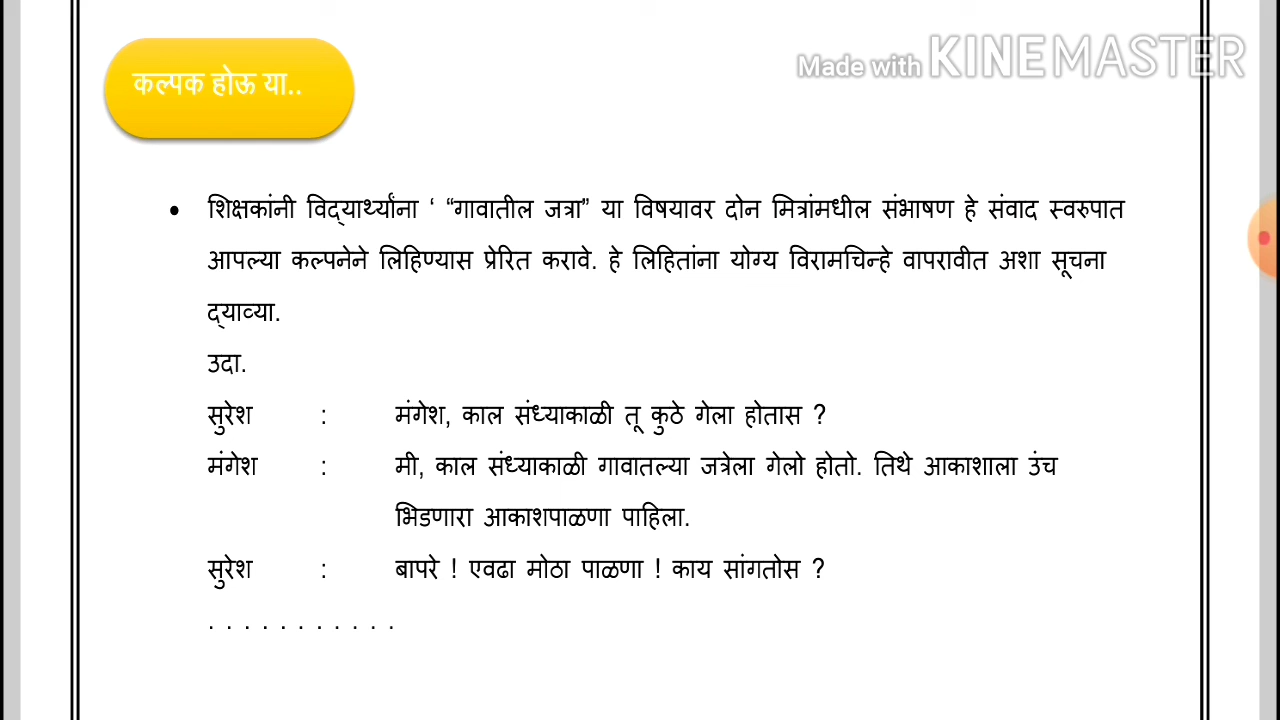 Made with KINEMASTER
कल्पक होऊ या..
• शिक्षकांनी विद्यार्थ्यांना ‘ “गावातील जत्रा” या विषयावर दोन मित्रांमधील संभाषण हे संवाद स्वरुपात
आपल्या कल्पनेने लिहिण्यास प्रेरित करावे. हे लिहितांना योग्य विरामचिन्हे वापरावीत अशा सूचना
द्याव्या.
उदा.
सुरेश : मंगेश, काल संध्याकाळी तू कुठे गेला होतास ?
मंगेश : मी, काल संध्याकाळी गावातल्या जत्रेला गेलो होतो. तिथे आकाशाला उंच
भिडणारा आकाशपाळणा पाहिला.
सुरेश : बापरे ! एवढा मोठा पाळणा ! काय सांगतोस ?
. . . . . . . . . . .